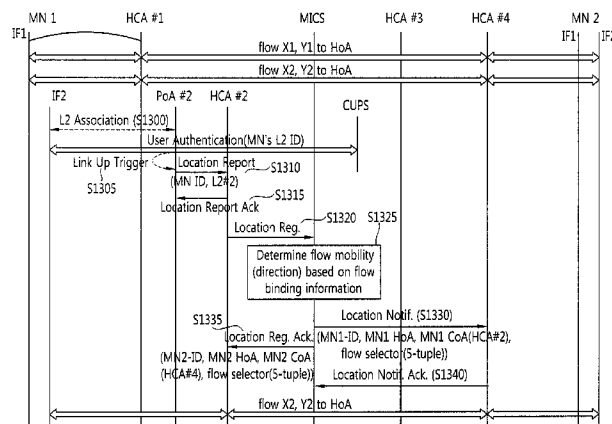 MN 1
HCA #1
MICS
HCA #3
HCA #4
MN 2
IF1
IF1
IF2
flow X1, Y1 to HoA
flow X2, Y2 to HoA
IF2
PoA #2
HCA #2
CUPS
L2 Association (S1300)
User Authentication(MN's L2 ID)
Link Up Trigger
Location Report
S1305
(MN ID, L2#2)
S1310
S1315
Location Report Ack
S1320
S1325
Location Reg.
Determine flow mobility
(direction) based on flow
binding information
Location Notif. (S1330)
S1335
Location Reg. Ack.
(MN1-ID, MN1 HoA, MN1 CoA(HCA#2),
flow selector(5-tuple))
(MN2-ID, MN2 HoA, MN2 CoA
(HCA#4), flow selector(5-tuple))
Location Notif. Ack. (S1340)
flow X2, Y2 to HoA